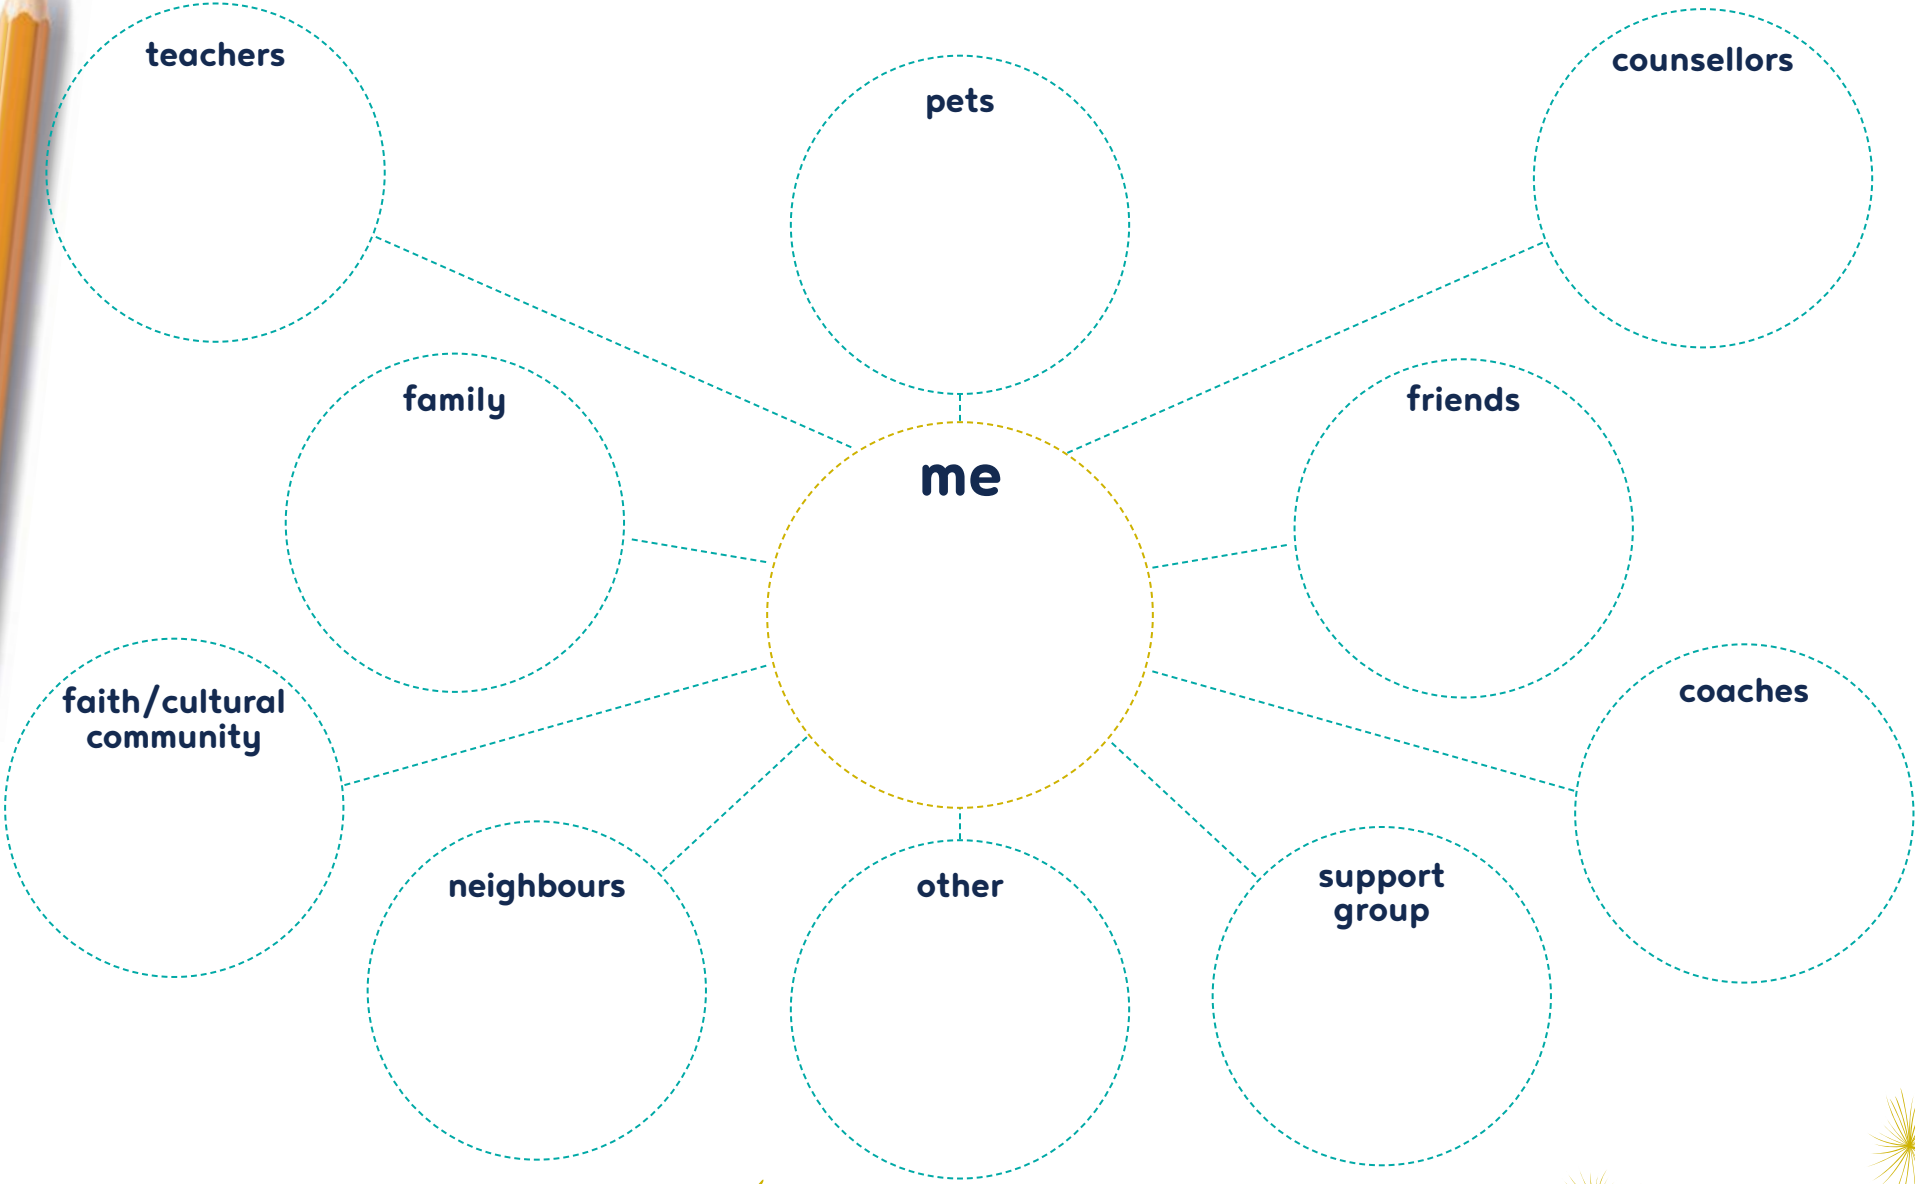 teachers
pets
counsellors
family
friends
me
faith/cultural
community
coaches
neighbours
other
support
group